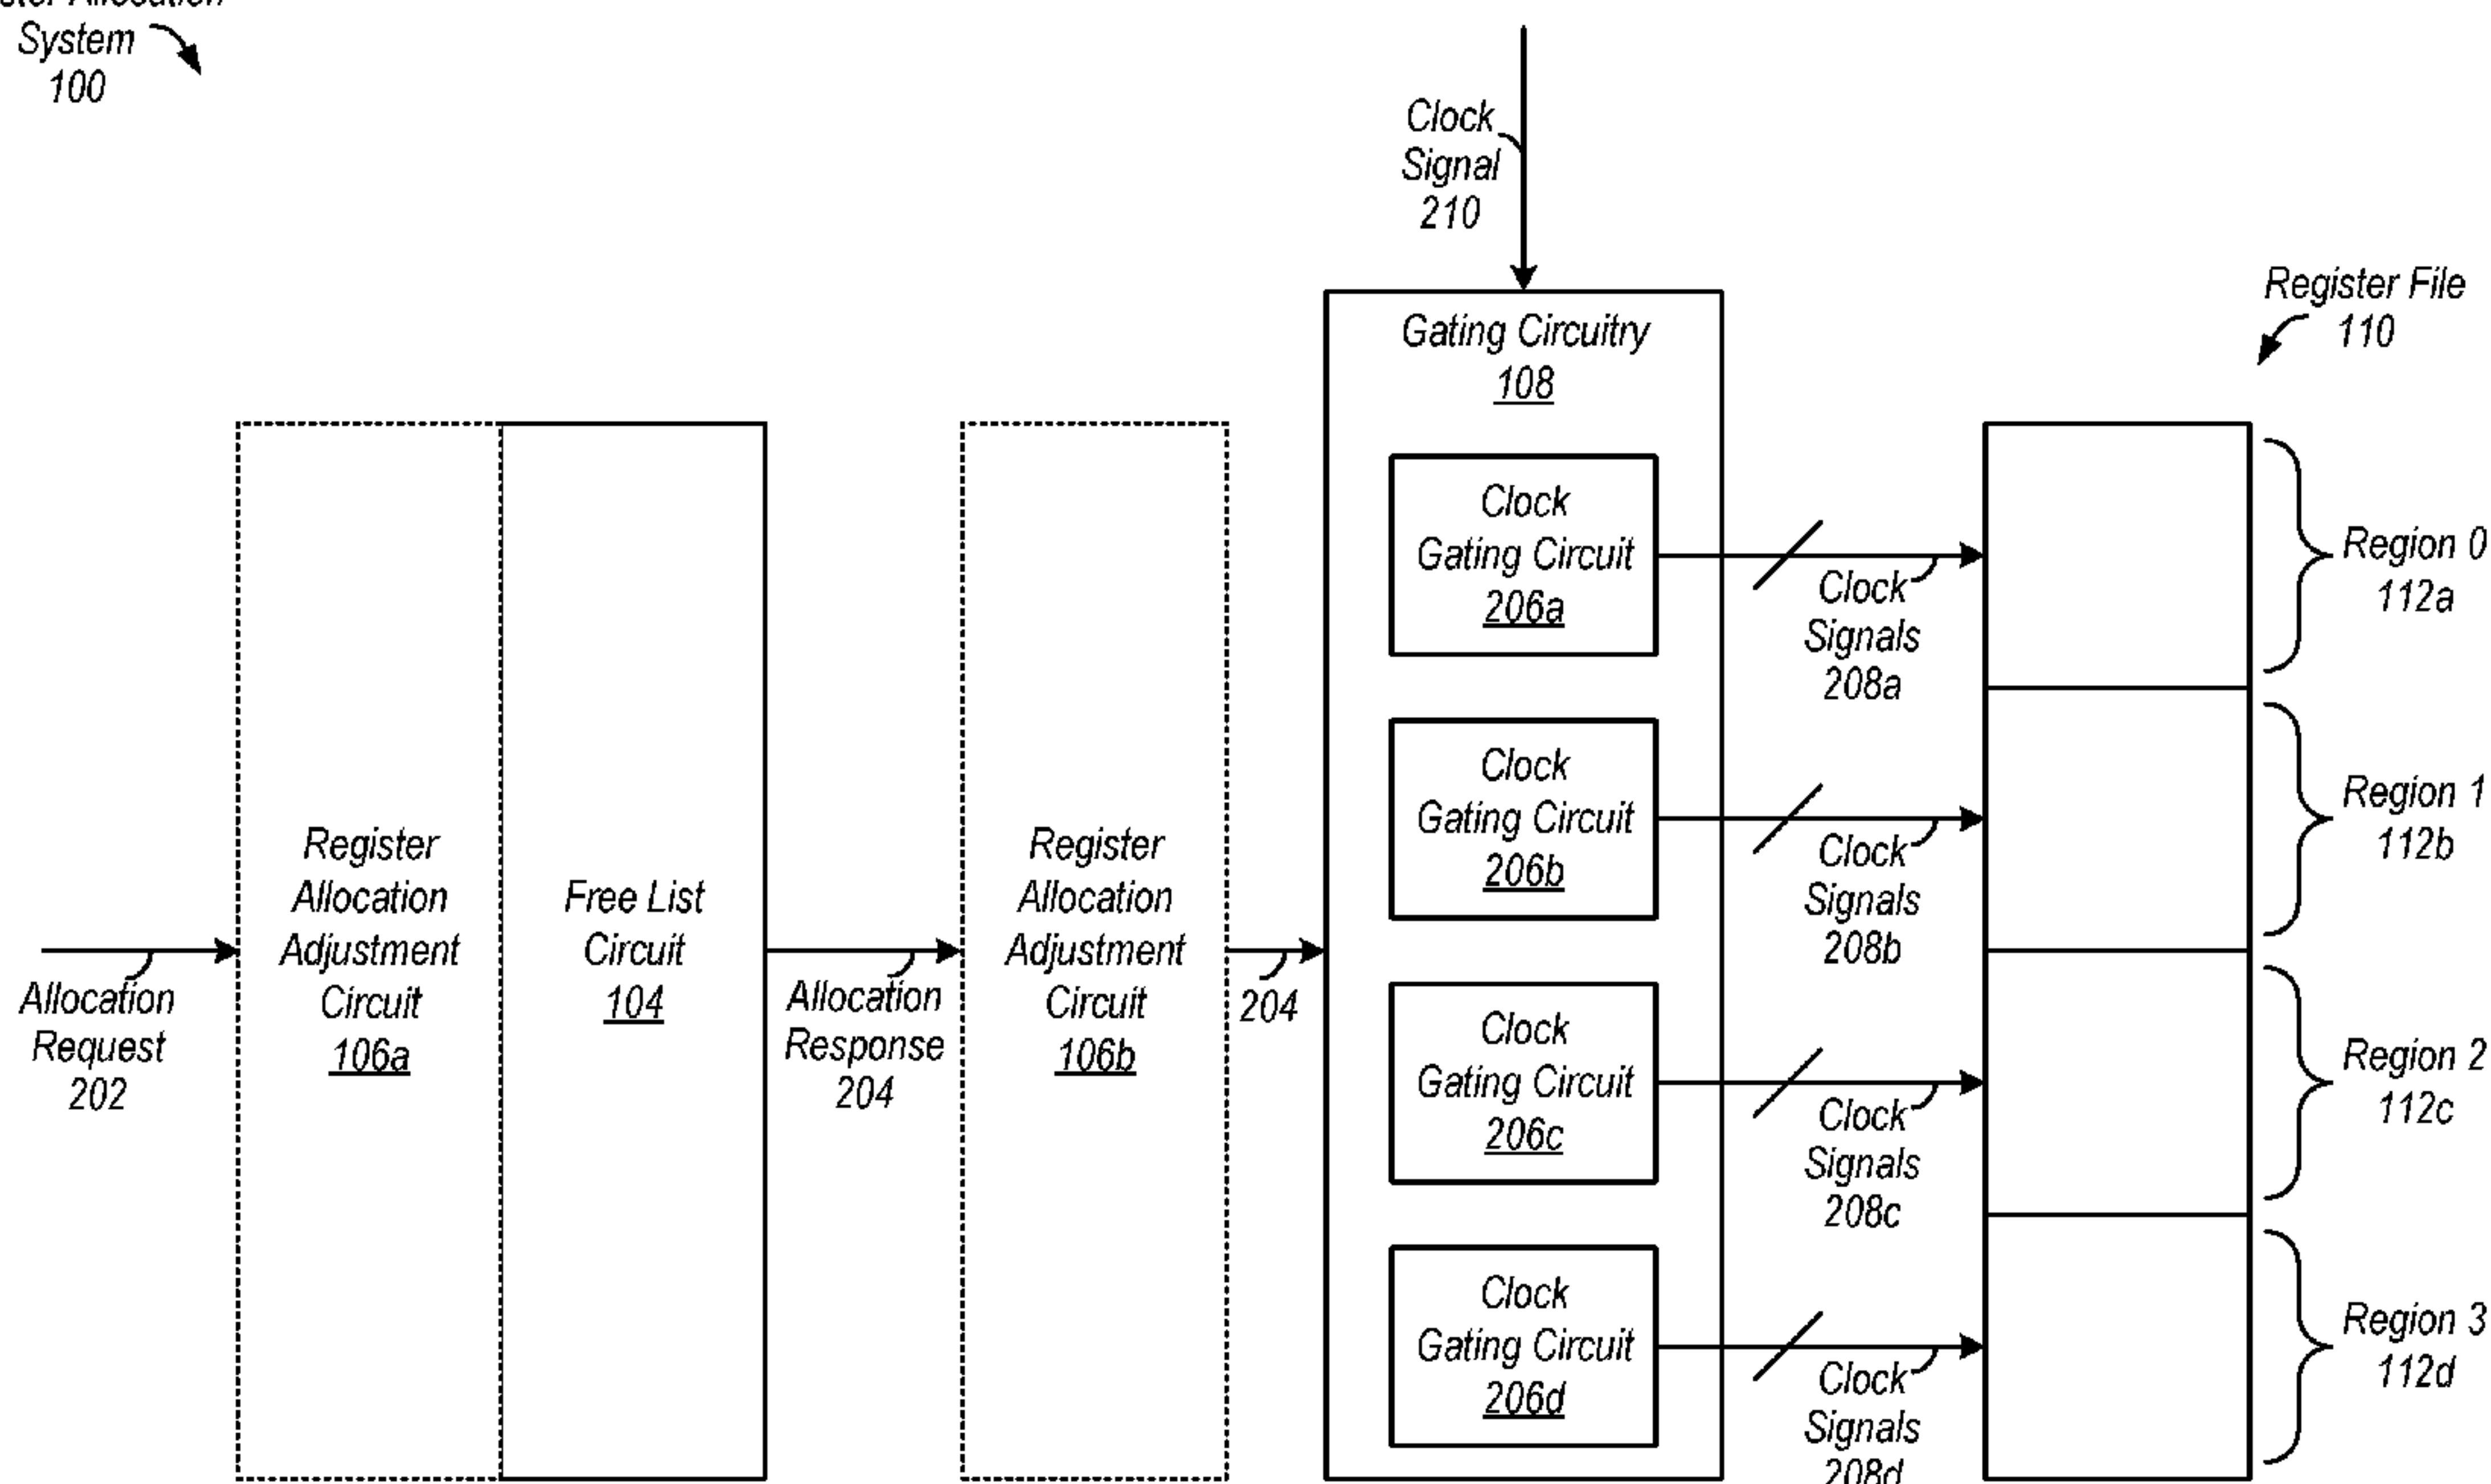 System
100
Clock
Signal
210
Register File
110
Gating Circuitry
108
Clock
Gating Circuit
206a
Clock
Signals
208a
Region 0
112a
Clock
Gating Circuit
206b
Clock
Signals
208b
Region 1
112b
Register
Allocation
Adjustment
Circuit
106a
Free List
Circuit
104
Register
Allocation
Adjustment
Circuit
106b
Allocation
Request
202
Allocation
Response
204
204
Clock
Gating Circuit
206c
Clock
Signals
208c
Region 2
112c
Clock
Gating Circuit
206d
Clock
Signals
208d
Region 3
112d